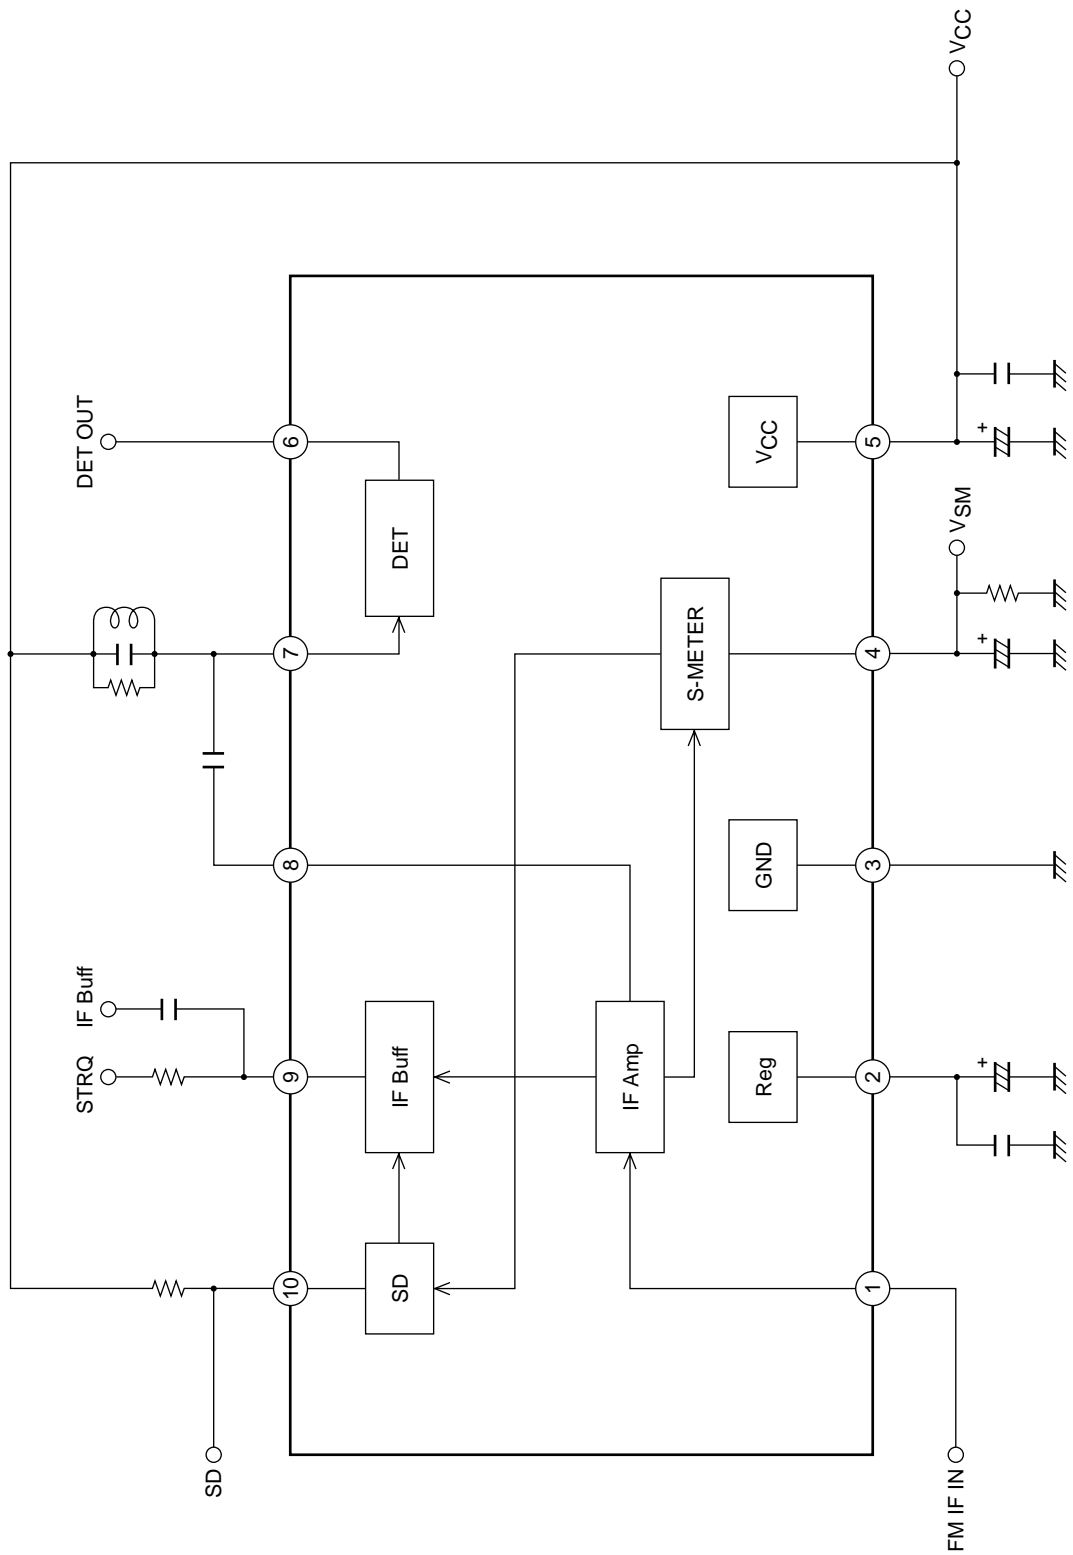 SD
STRQ
IF Buff
DET OUT
10
9
8
7
6
SD
IF Buff
DET
IF Amp
S-METER
Reg
GND
VCC
1
2
3
4
5
FM IF IN
+
+
VSM
+
VCC